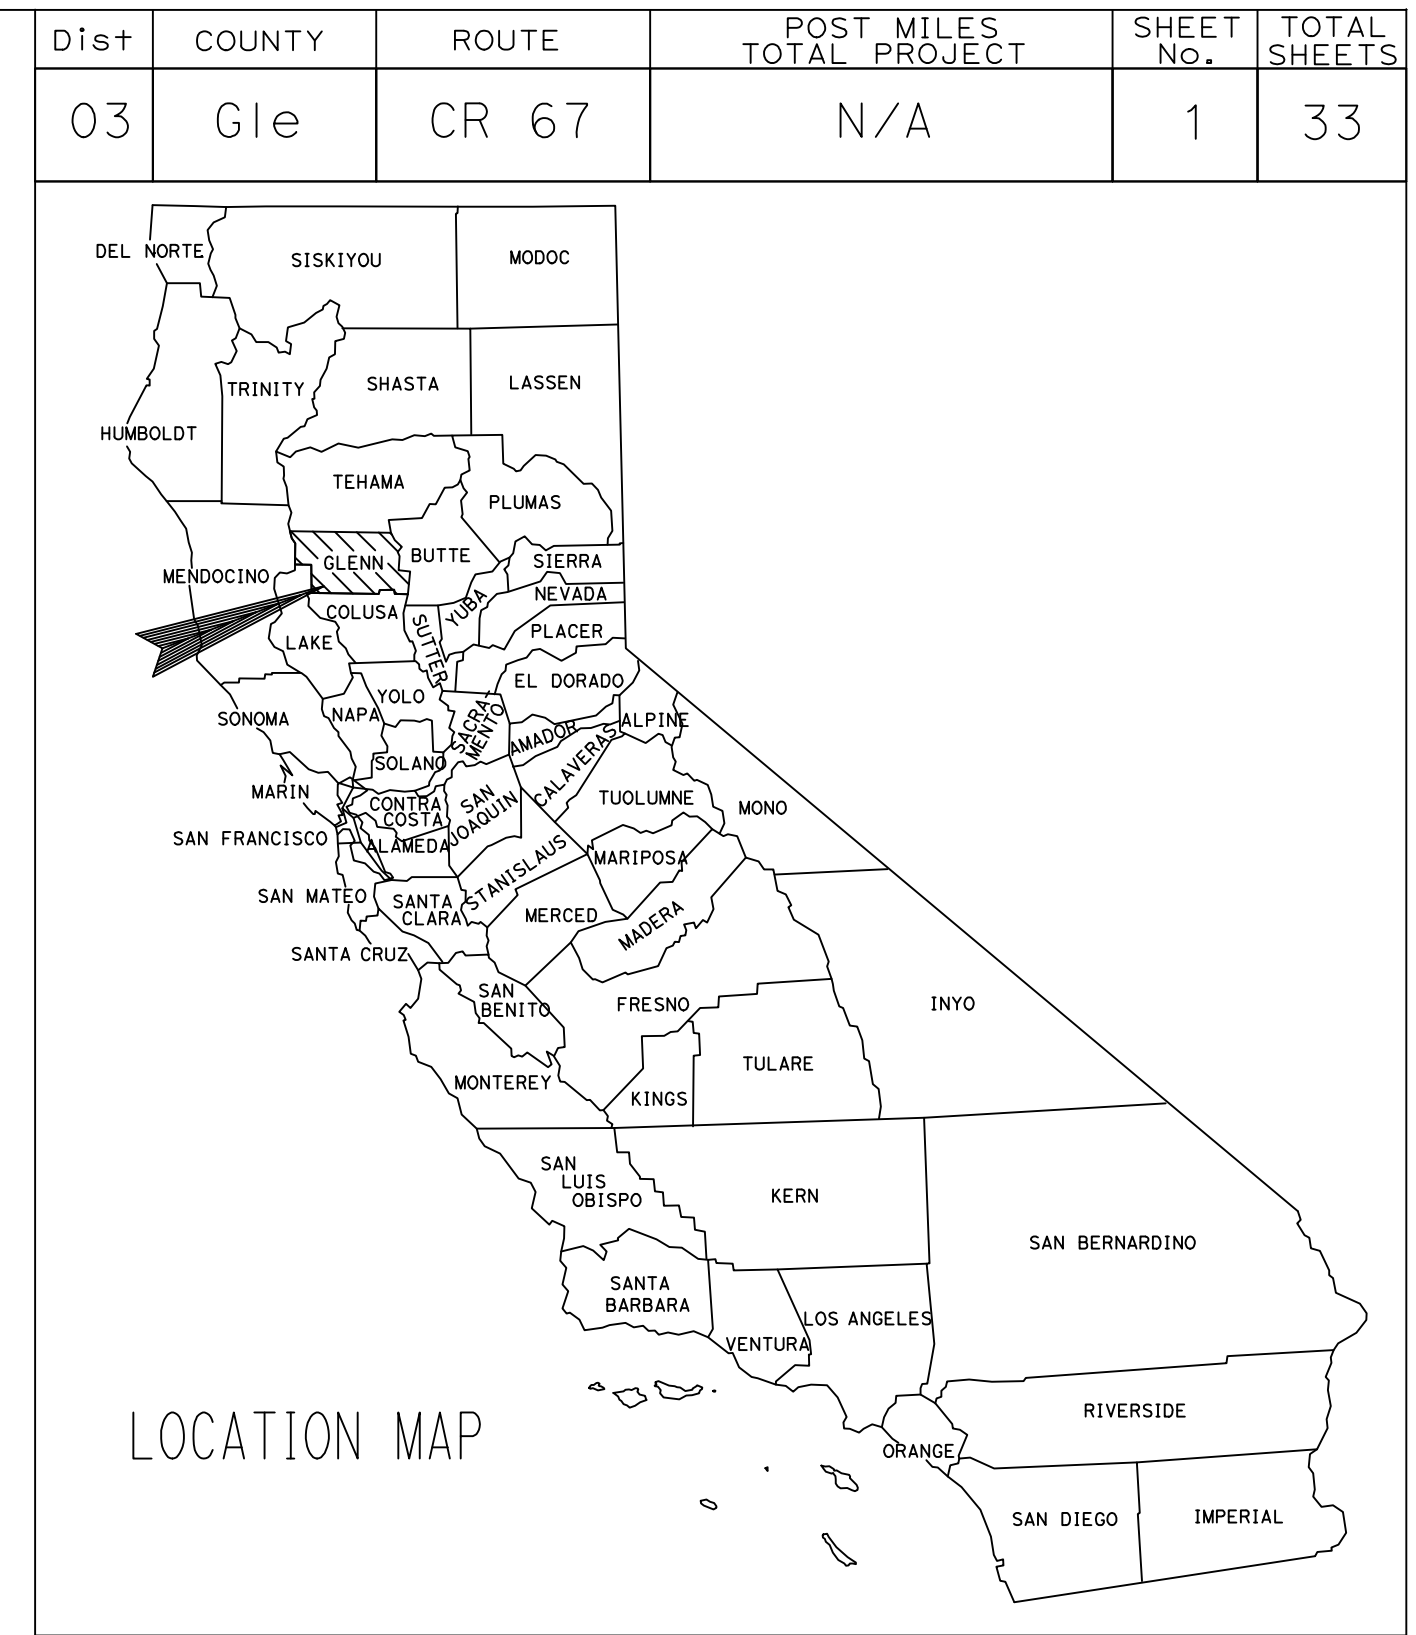 Dist COUNTY ROUTE POST MILES TOTAL PROJECT SHEET No. TOTAL SHEETS
03 Gle CR 67 N/A 1 33
DEL NORTE
SISKIYOU
MODOC
TRINITY
SHASTA
LASSEN
HUMBOLDT
TEHAMA
PLUMAS
MENDOCINO
GLENN
BUTTE
SIERRA
NEVADA
COLUSA
SUTTER
YUBA
PLACER
LAKE
EL DORADO
SONOMA
NAPA
YOLO
SACRA-
MENTO
AMADOR
ALPINE
SOLANO
CALAVERAS
MARIN
CONTRA
COSTA
SAN
JOAQUIN
TUOLUMNE
MONO
SAN FRANCISCO
ALAMEDA
STANISLAUS
MARIPOSA
SAN MATEO
SANTA
CLARA
MERCED
MADERA
SANTA CRUZ
SAN
BENITO
FRESNO
INYO
MONTEREY
KINGS
TULARE
SAN
LUIS
OBISPO
KERN
SAN BERNARDINO
SANTA
BARBARA
VENTURA
LOS ANGELES
RIVERSIDE
ORANGE
SAN DIEGO
IMPERIAL
LOCATION MAP